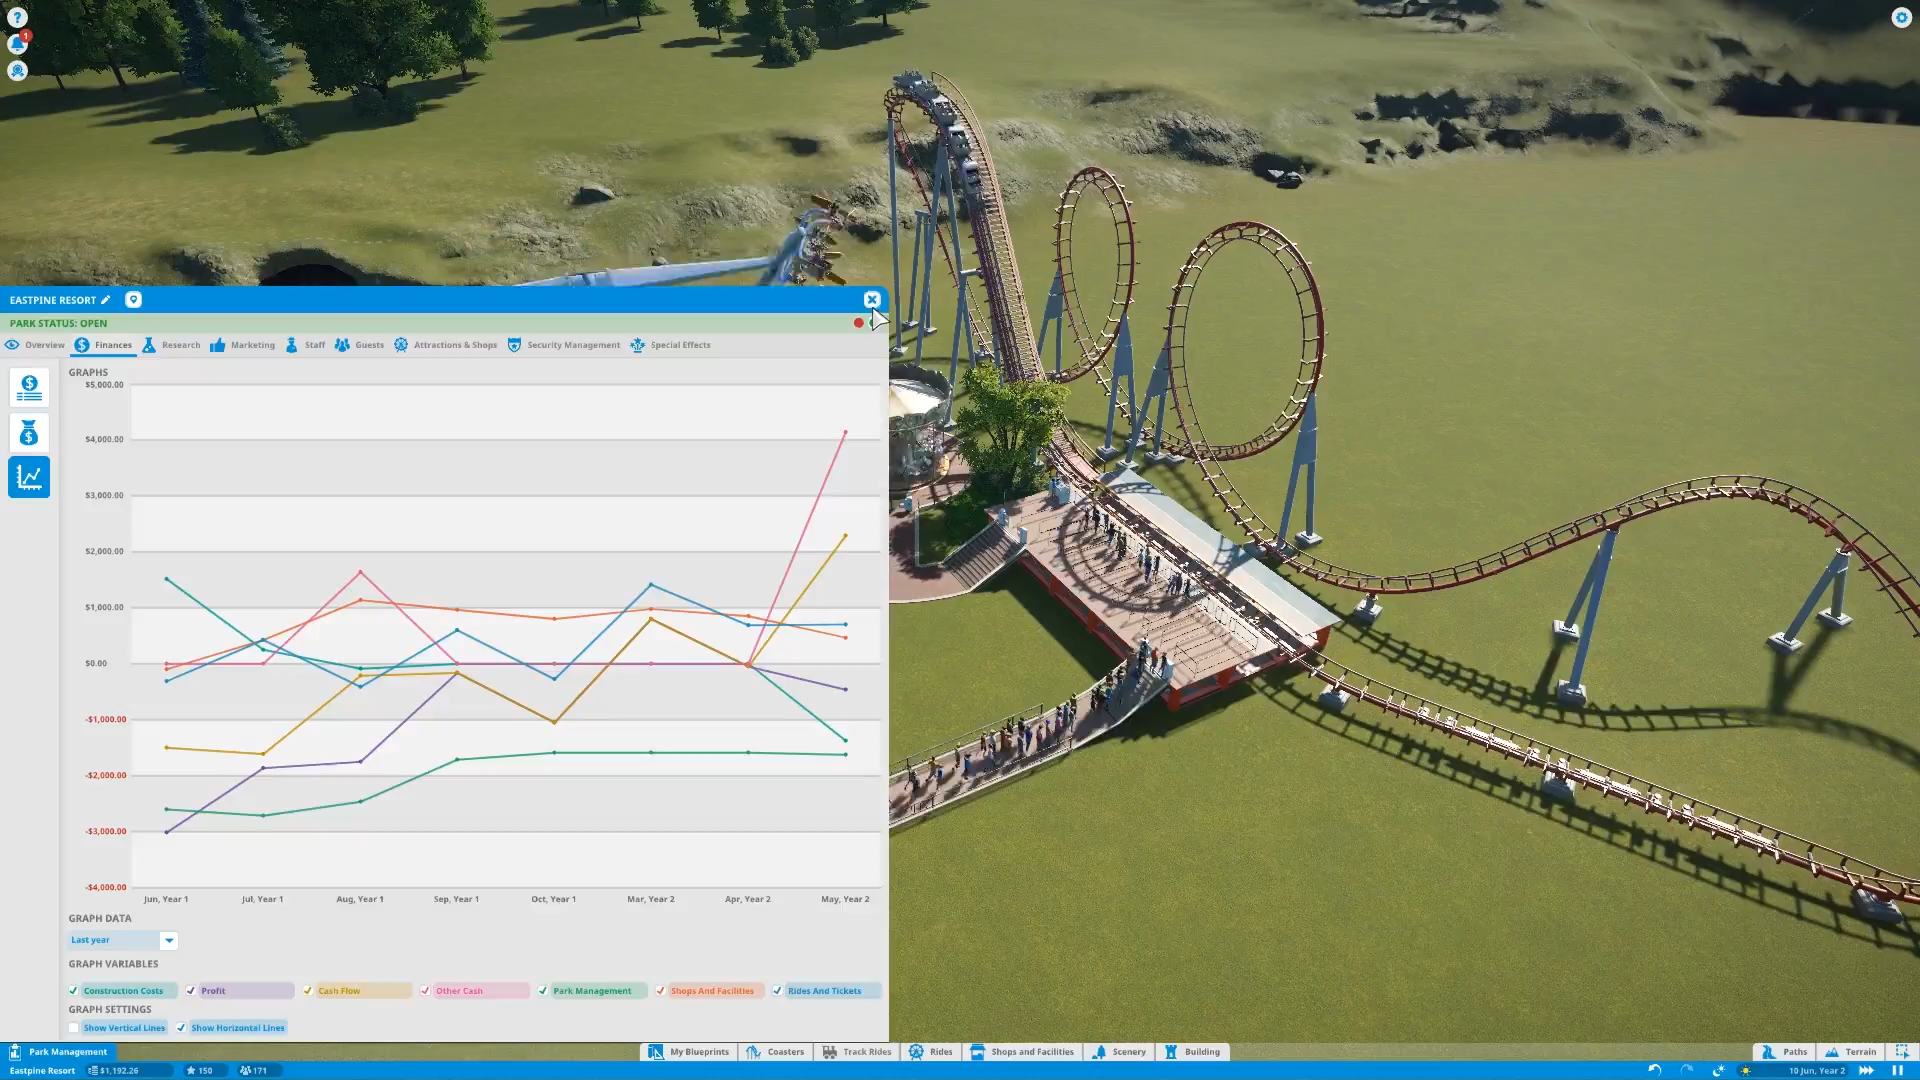 ?
1
EASTPINE RESORT
PARK STATUS: OPEN
Overview Finances Research Marketing Staff Guests Attractions & Shops Security Management Special Effects
GRAPHS
$5,000.00
$4,000.00
$3,000.00
$2,000.00
$1,000.00
$0.00
-$1,000.00
-$2,000.00
-$3,000.00
-$4,000.00
Jun, Year 1 Jul, Year 1 Aug, Year 1 Sep, Year 1 Oct, Year 1 Mar, Year 2 Apr, Year 2 May, Year 2
GRAPH DATA
Last year
GRAPH VARIABLES
Construction Costs Profit Cash Flow Other Cash Park Management Shops And Facilities Rides And Tickets
GRAPH SETTINGS
Show Vertical Lines Show Horizontal Lines
Park Management My Blueprints Coasters Track Rides Rides Shops and Facilities Scenery Building Paths Terrain
Eastpine Resort $1,192.26 150 171 10 Jun, Year 2